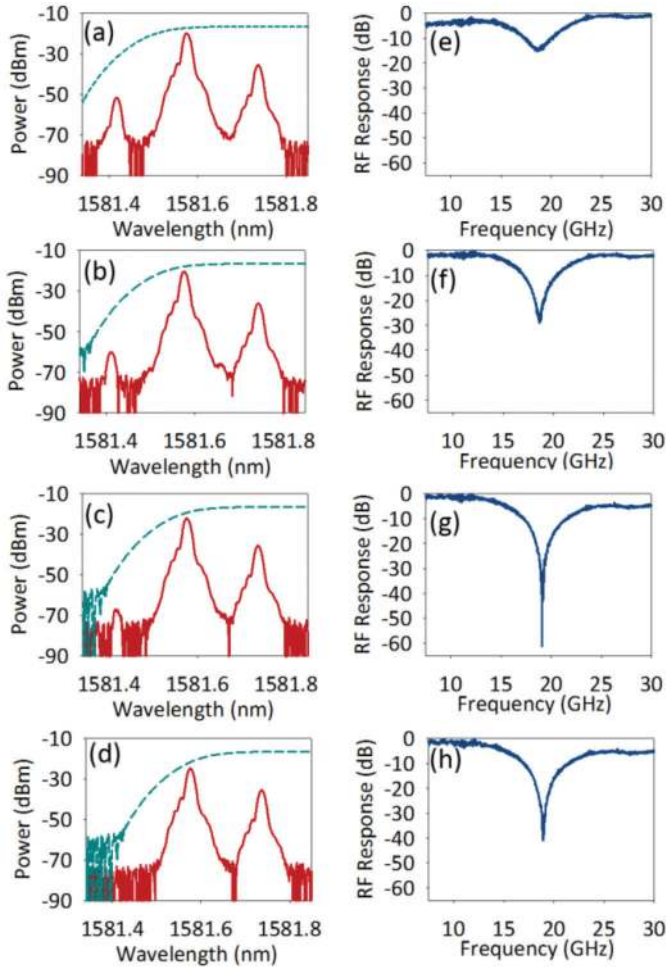 (a)
Power (dBm)
-10
-30
-50
-70
-90
1581.4 1581.6 1581.8
Wavelength (nm)
(e)
RF Response (dB)
0
-10
-20
-30
-40
-50
-60
10 15 20 25 30
Frequency (GHz)
(b)
Power (dBm)
-10
-30
-50
-70
-90
1581.4 1581.6 1581.8
Wavelength (nm)
(f)
RF Response (dB)
0
-10
-20
-30
-40
-50
-60
10 15 20 25 30
Frequency (GHz)
(c)
Power (dBm)
-10
-30
-50
-70
-90
1581.4 1581.6 1581.8
Wavelength (nm)
(g)
RF Response (dB)
0
-10
-20
-30
-40
-50
-60
10 15 20 25 30
Frequency (GHz)
(d)
Power (dBm)
-10
-30
-50
-70
-90
1581.4 1581.6 1581.8
Wavelength (nm)
(h)
RF Response (dB)
0
-10
-20
-30
-40
-50
-60
10 15 20 25 30
Frequency (GHz)